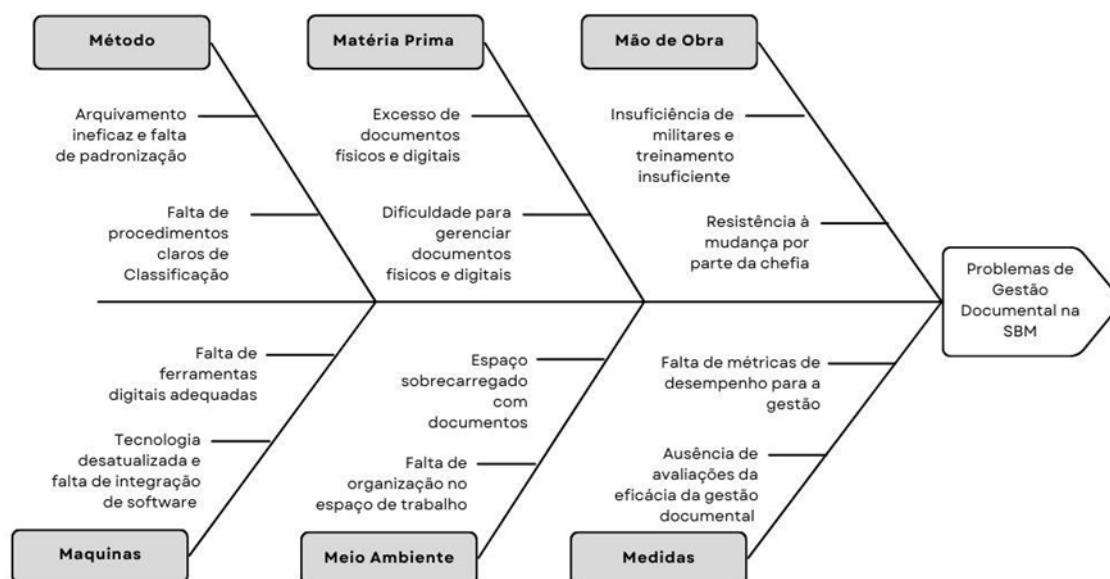 Método
Matéria Prima
Mão de Obra
Arquivamento
ineficaz e falta
de padronização
Falta de
procedimentos
claros de
Classificação
Excesso de
documentos
físicos e digitais
Dificuldade para
gerenciar
documentos
físicos e digitais
Insuficiência de
militares e
treinamento
insuficiente
Resistência à
mudança por
parte da chefia
Problemas de
Gestão
Documental na
SBM
Falta de
ferramentas
digitais adequadas
Tecnologia
desatualizada e
falta de integração
de software
Espaço
sobrecarregado
com
documentos
Falta de
organização no
espaço de trabalho
Falta de métricas de
desempenho para a
gestão
Ausência de
avaliações da
eficácia da gestão
documental
Maquinas
Meio Ambiente
Medidas